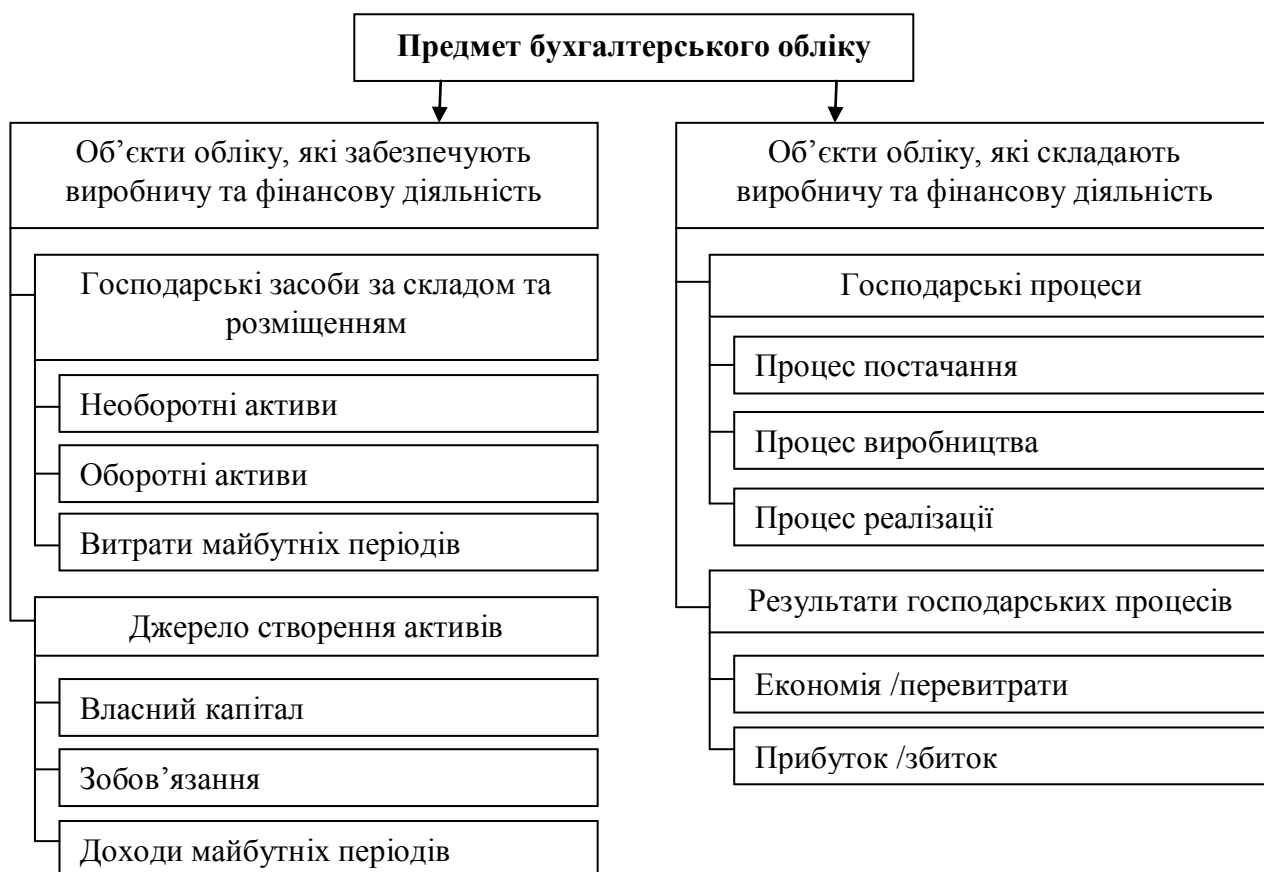 Предмет бухгалтерського обліку
Об’єкти обліку, які забезпечують
виробничу та фінансову діяльність
Господарські засоби за складом та
розміщенням
Необоротні активи
Оборотні активи
Витрати майбутніх періодів
Джерело створення активів
Власний капітал
Зобов’язання
Доходи майбутніх періодів
Об’єкти обліку, які складають
виробничу та фінансову діяльність
Господарські процеси
Процес постачання
Процес виробництва
Процес реалізації
Результати господарських процесів
Економія /перевитрати
Прибуток /збиток